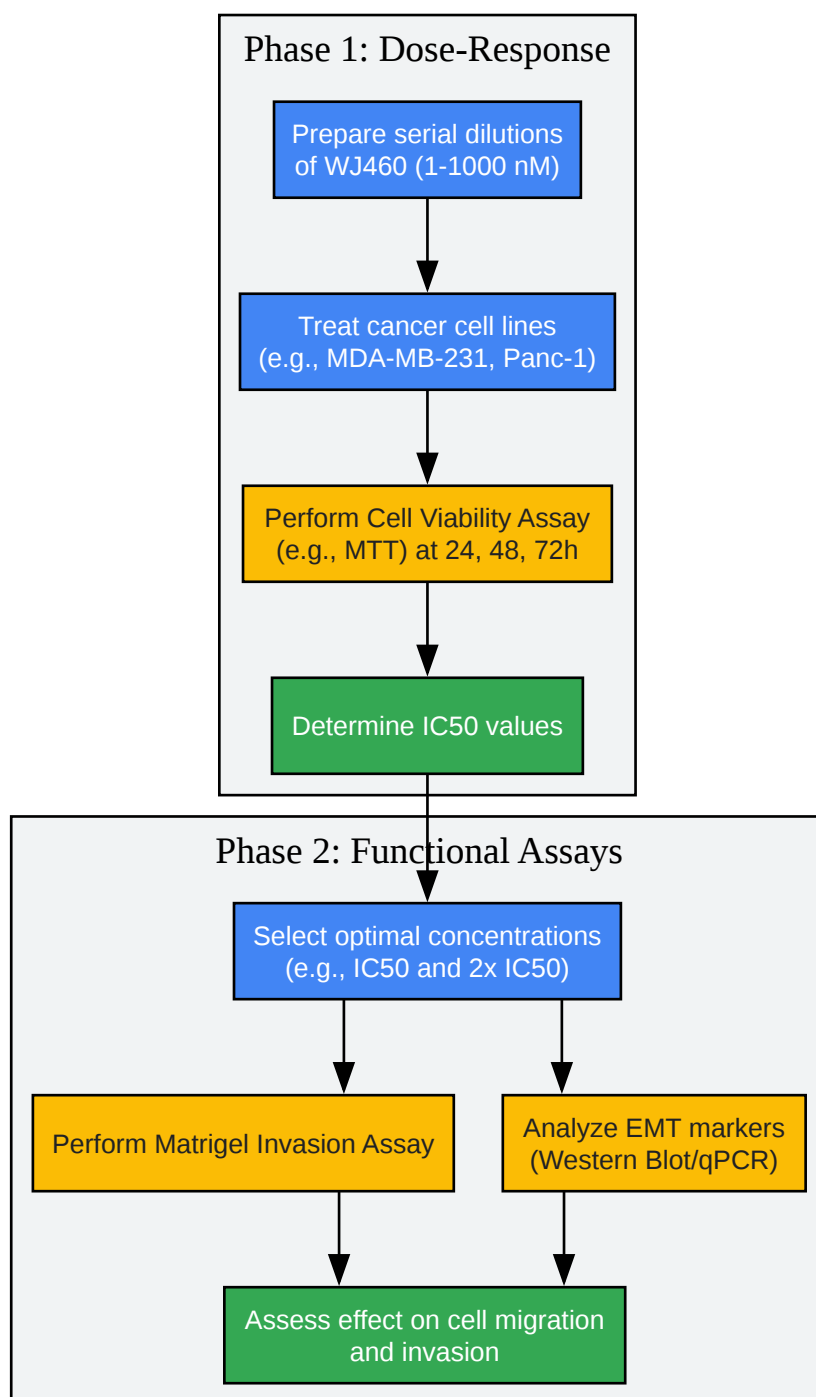 Phase 1: Dose-Response
Prepare serial dilutions
of WJ460 (1-1000 nM)
Treat cancer cell lines
(e.g., MDA-MB-231, Panc-1)
Perform Cell Viability Assay
(e.g., MTT) at 24, 48, 72h
Determine IC50 values
Phase 2: Functional Assays
Select optimal concentrations
(e.g., IC50 and 2x IC50)
Perform Matrigel Invasion Assay
Analyze EMT markers
(Western Blot/qPCR)
Assess effect on cell migration
and invasion